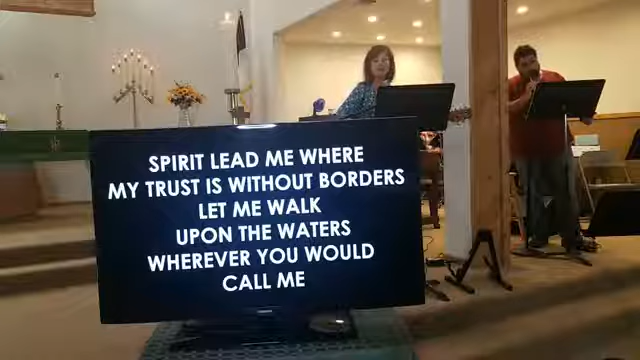 SPIRIT LEAD ME WHERE
MY TRUST IS WITHOUT BORDERS
LET ME WALK
UPON THE WATERS
WHEREVER YOU WOULD
CALL ME